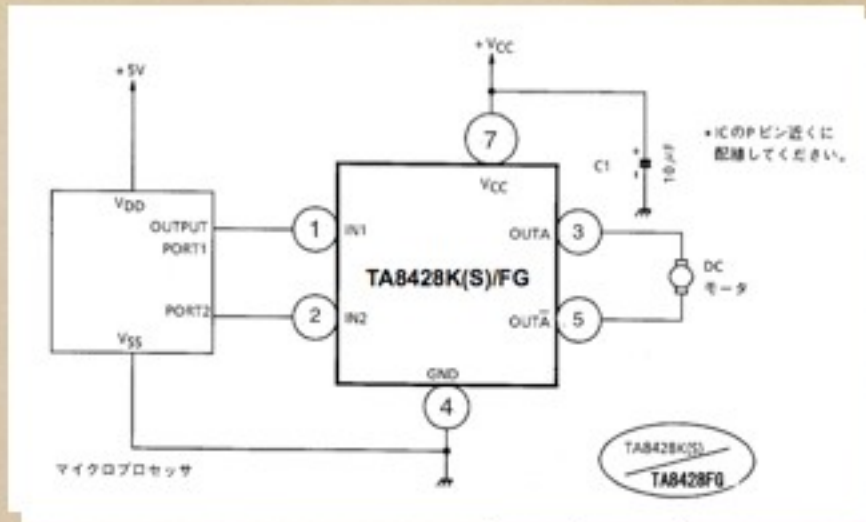 +VCC
+5V
7
VCC
C1
10μF
*ICのPピン近くに
配線してください。
VDD
OUTPUT
PORT1
PORT2
VSS
1
IN1
2
IN2
TA8428K(S)/FG
OUTA
3
OUTA̅
5
DC
モータ
GND
4
マイクロプロセッサ
TA8428K(S)
TA8428FG